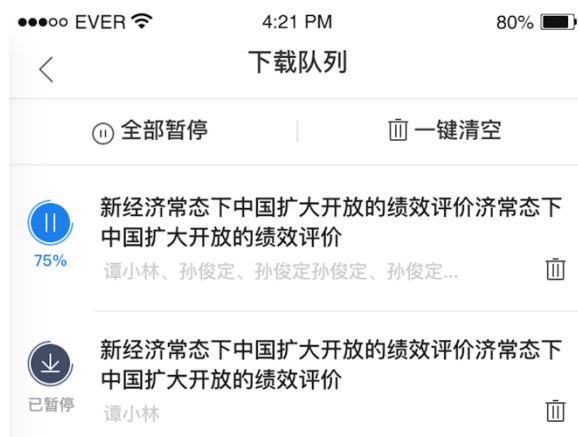 EVER 4:21 PM 80%
下载队列
全部暂停 一键清空
新经济常态下中国扩大开放的绩效评价济常态下
中国扩大开放的绩效评价
75%
谭小林、孙俊定、孙俊定孙俊定、孙俊定...
新经济常态下中国扩大开放的绩效评价济常态下
中国扩大开放的绩效评价
已暂停
谭小林